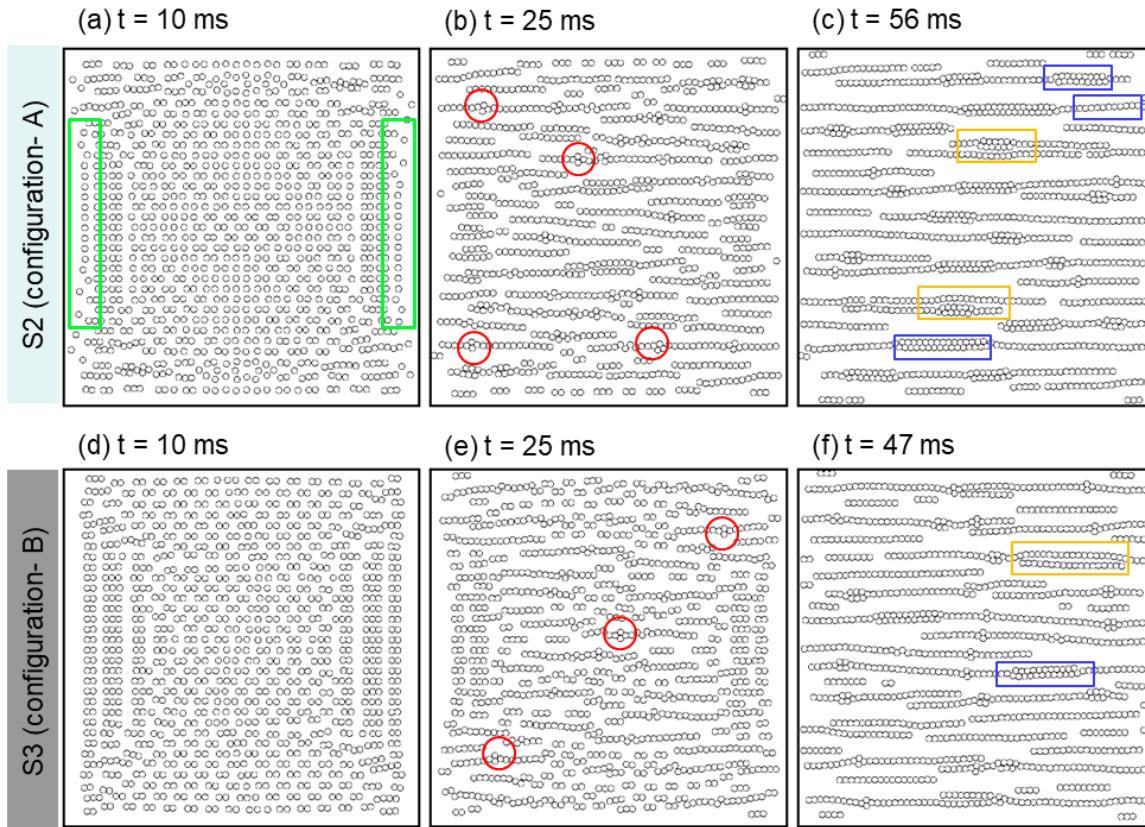 (a) t = 10 ms
(b) t = 25 ms
(c) t = 56 ms
S2 (configuration- A)
(d) t = 10 ms
(e) t = 25 ms
(f) t = 47 ms
S3 (configuration- B)